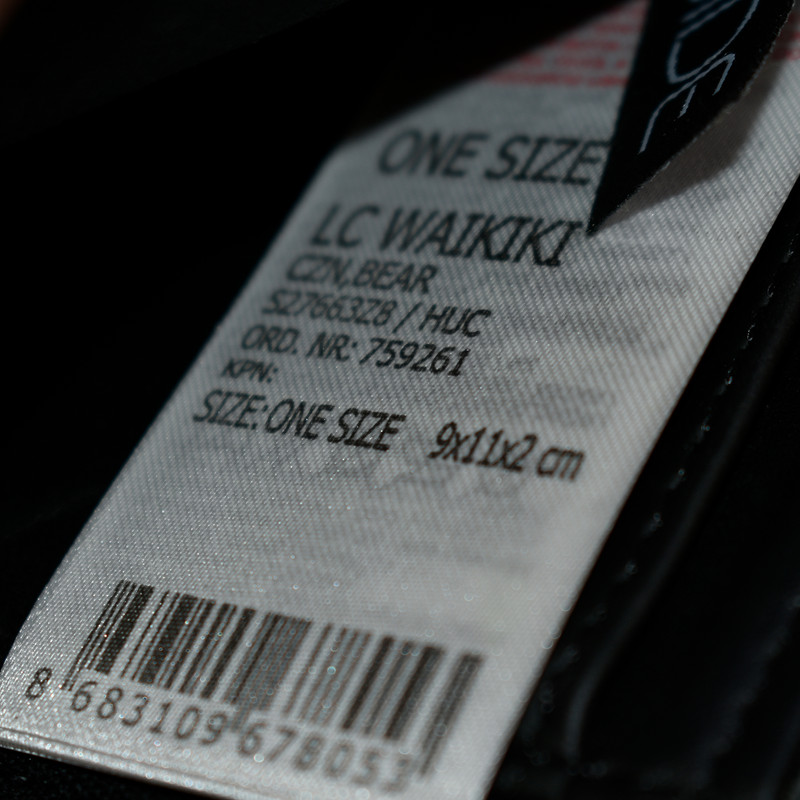 ONE SIZE
LC WAIKIKI
CZN,BEAR
S27663Z8 / HUC
ORD. NR: 759261
KPN:
SIZE: ONE SIZE 9x11x2 cm
8 683109 678053